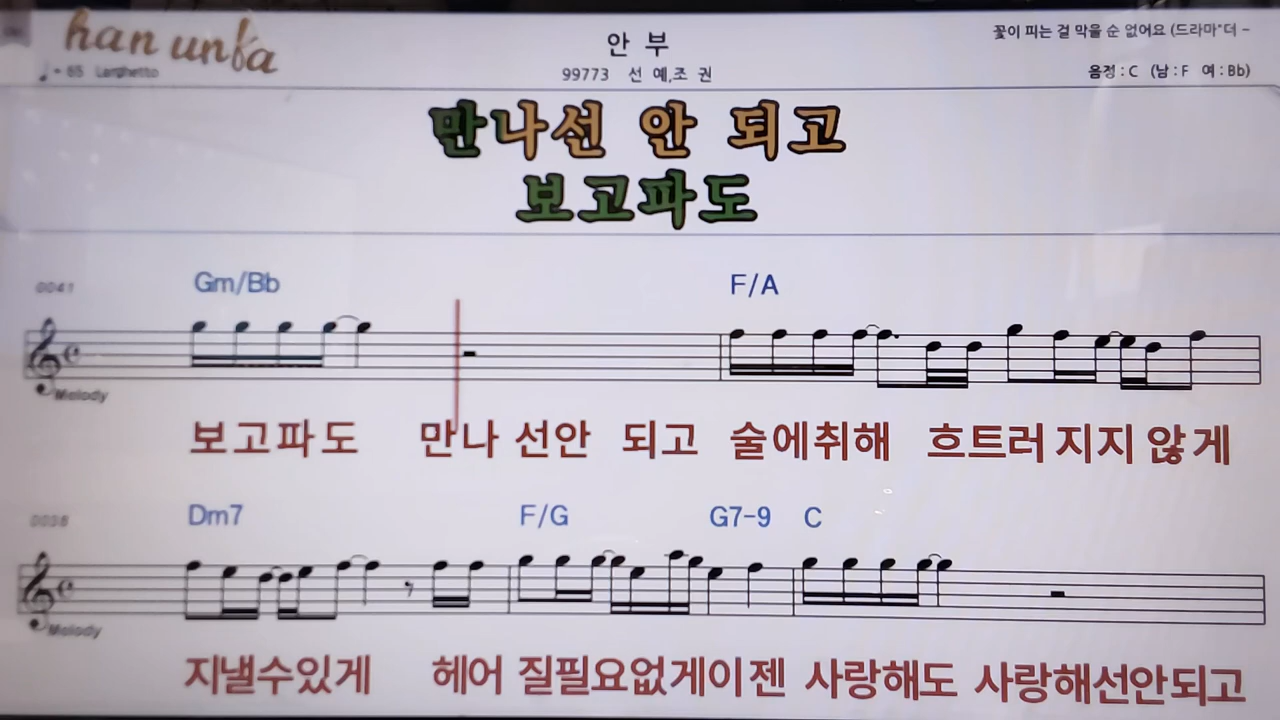 han unfa
안 부
꽃이 피는 걸 막을 순 없어요 (드라마"더 -
♩= 65 Larghetto
99773 선 예,조 권
음정 : C (남 : F 여 : Bb)
만나선 안 되고
보고파도
0041 Gm/Bb F/A
Melody
보고파도 만나 선안 되고 술에취해 흐트러 지지 않게
0038 Dm7 F/G G7-9 C
Melody
지낼수있게 헤어 질필요없게이젠 사랑해도 사랑해선안되고